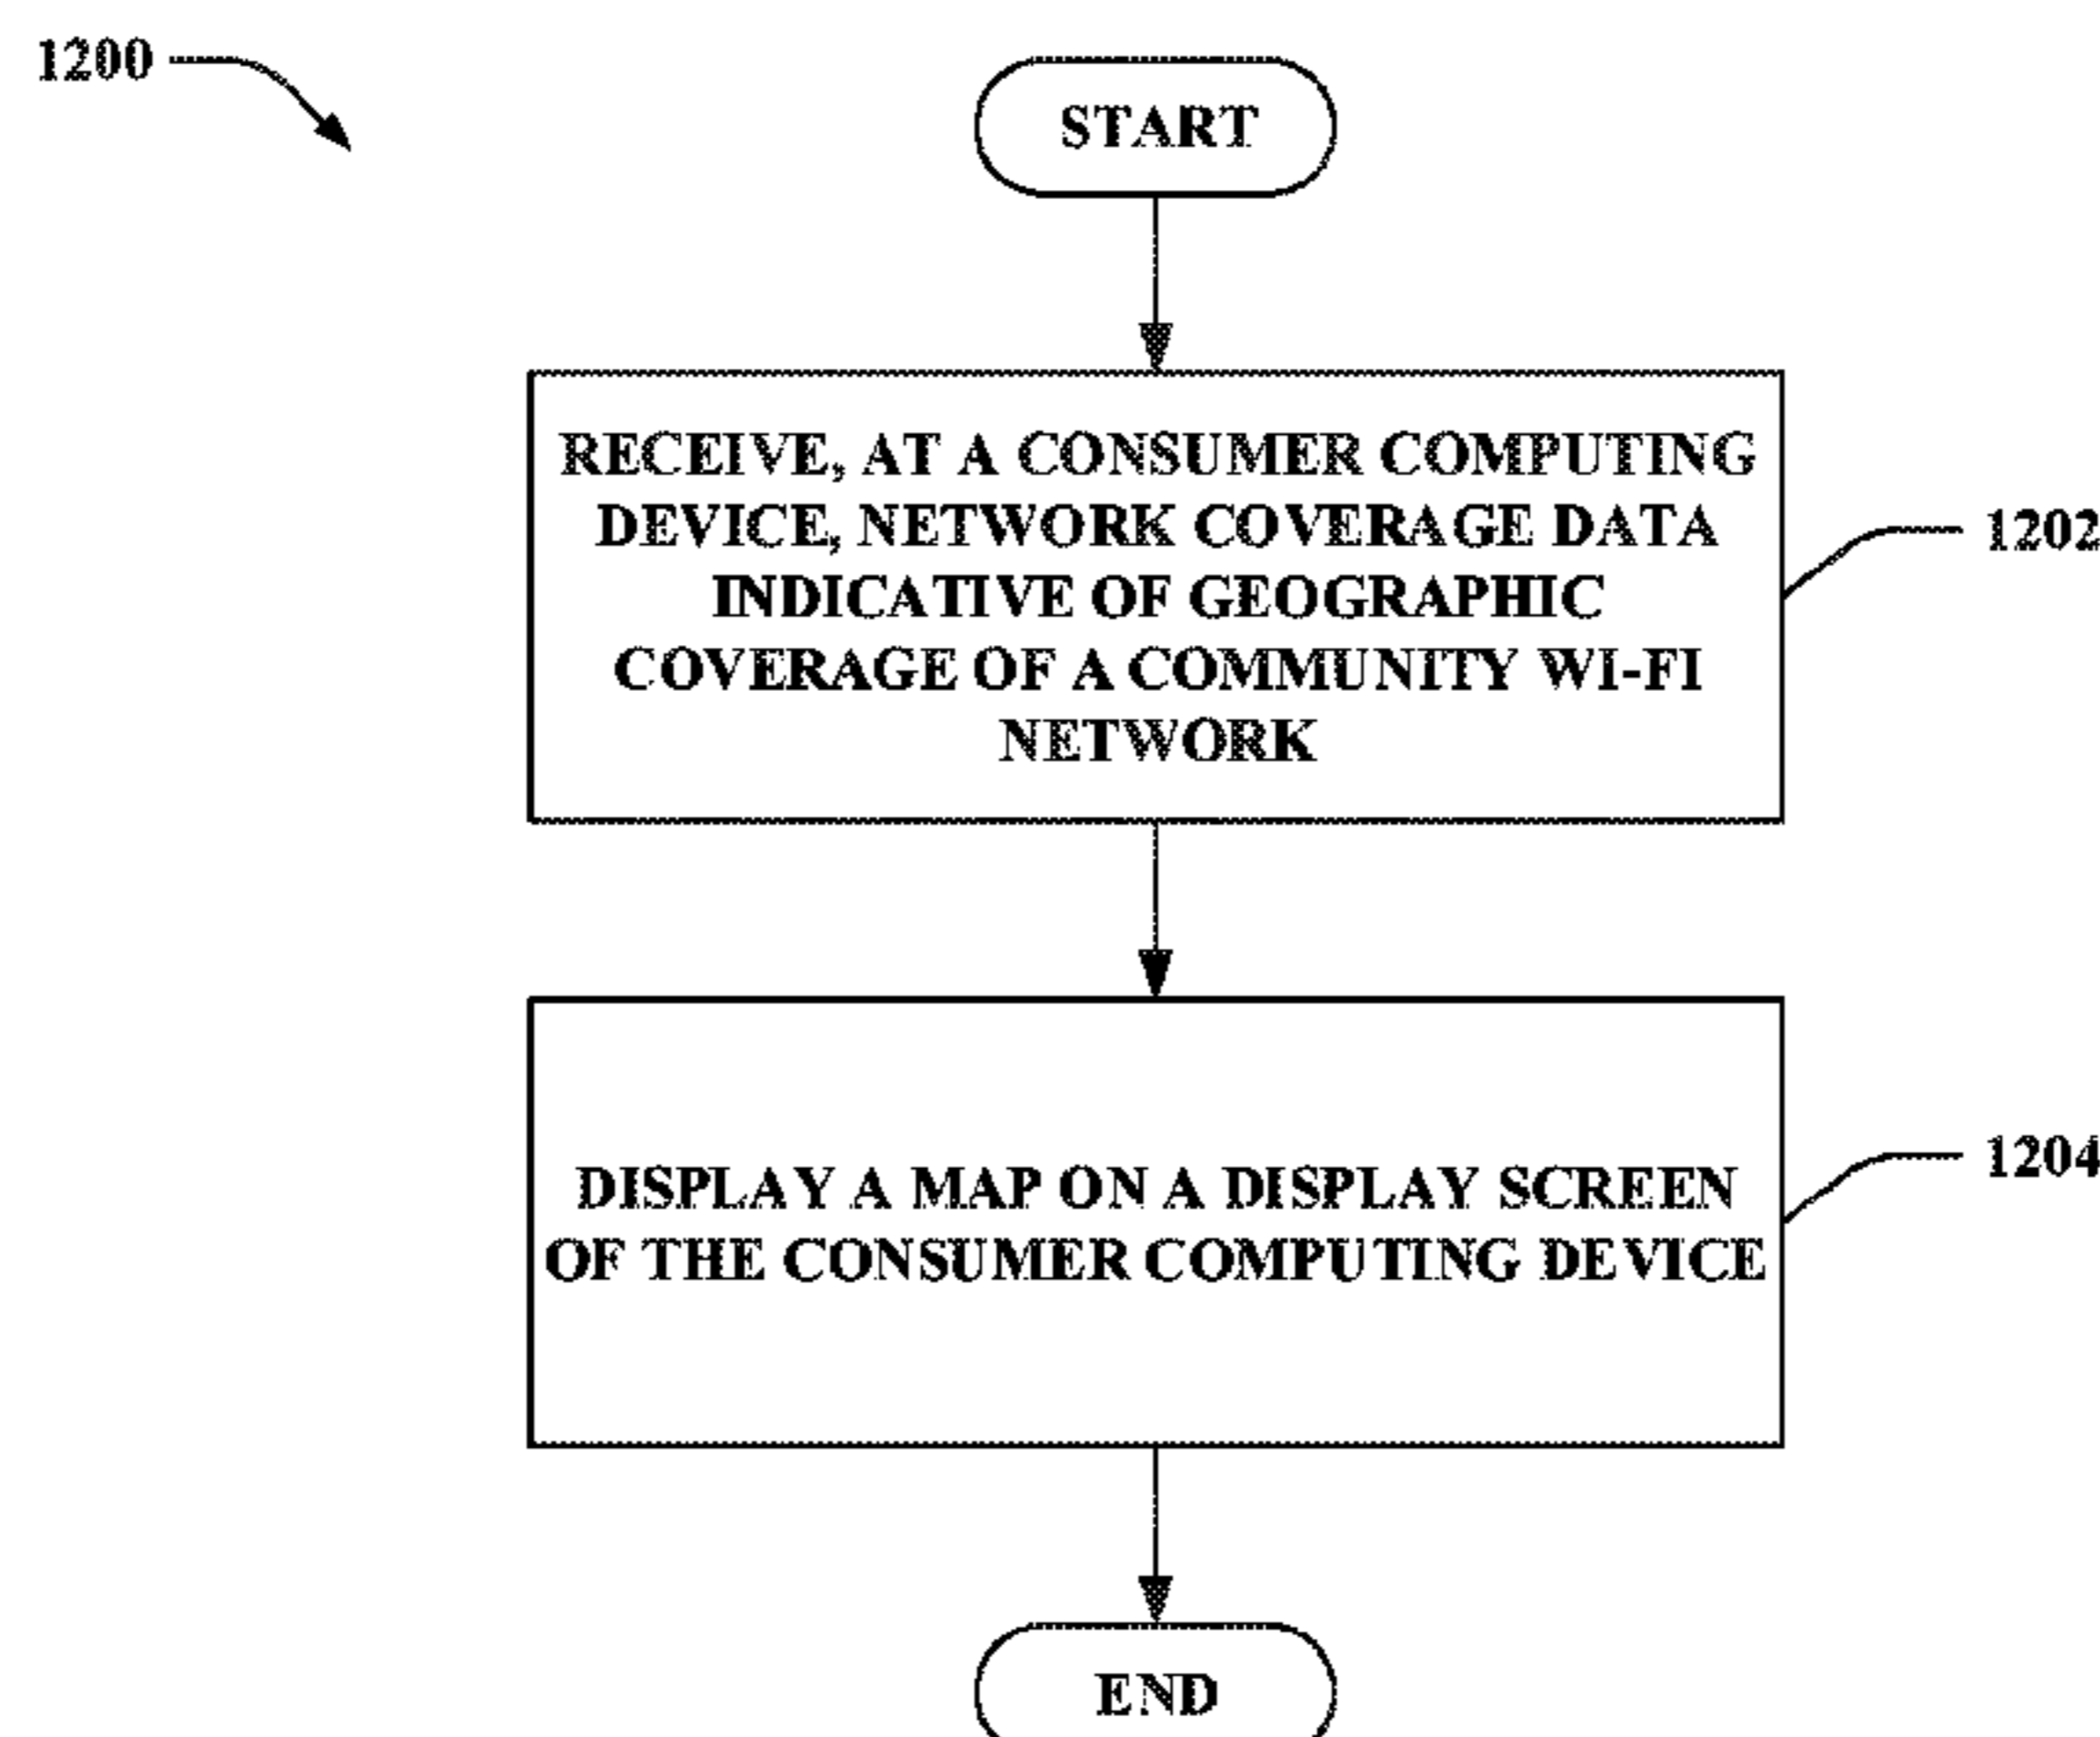 1200
START
RECEIVE, AT A CONSUMER COMPUTING
DEVICE, NETWORK COVERAGE DATA
INDICATIVE OF GEOGRAPHIC
COVERAGE OF A COMMUNITY WI-FI
NETWORK
1202
DISPLAY A MAP ON A DISPLAY SCREEN
OF THE CONSUMER COMPUTING DEVICE
1204
END